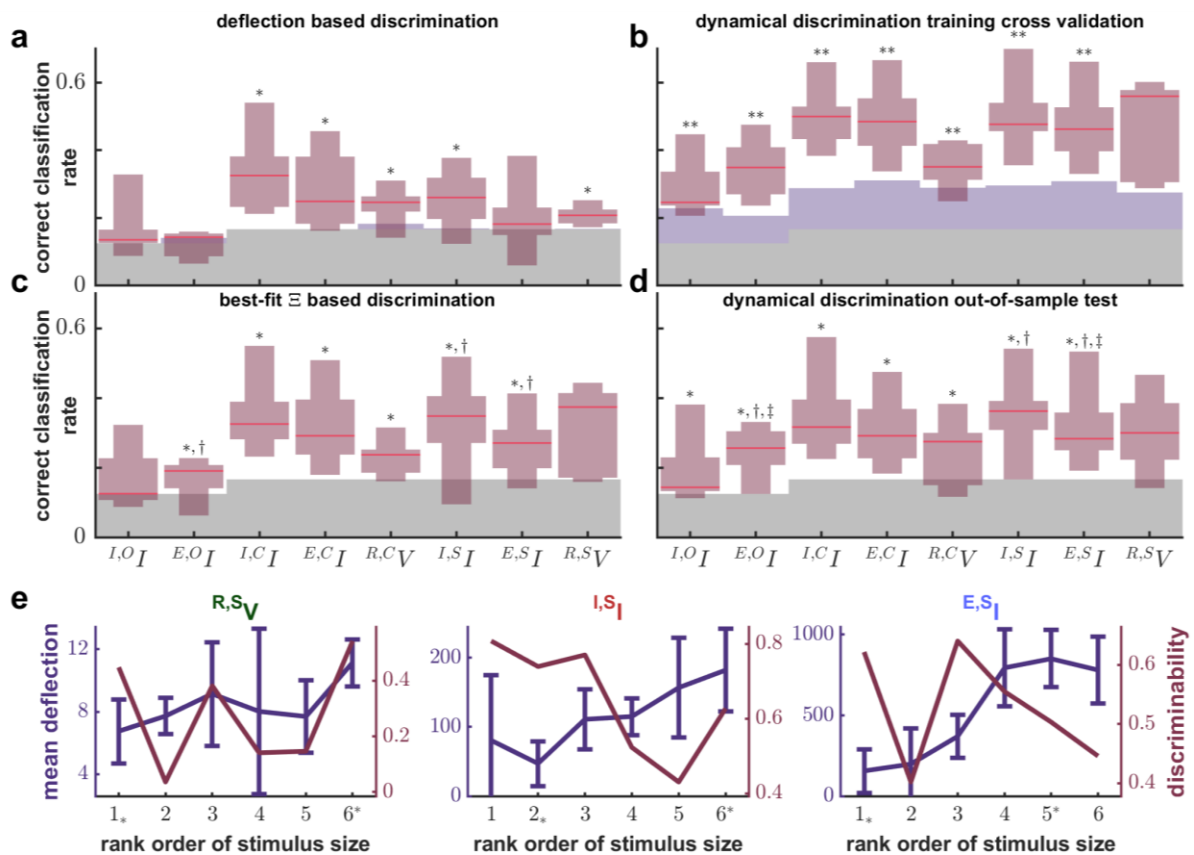 a
deflection based discrimination
b
dynamical discrimination training cross validation
correct classification
rate
0.6
0
*
*
*
*
*
**
**
**
**
**
**
**
c
best-fit Ξ based discrimination
d
dynamical discrimination out-of-sample test
correct classification
rate
0.6
0
*
*
*,†
*,†
*
*,†
*
*,†,‡
*
*
*
*,†
*,†,‡
I,O I
E,O I
I,C I
E,C I
R,C V
I,S I
E,S I
R,S V
I,O I
E,O I
I,C I
E,C I
R,C V
I,S I
E,S I
R,S V
e
R,S V
I,S I
E,S I
mean deflection
12
8
4
0.4
0.2
0
200
100
0
0.8
0.6
0.4
1000
500
0
0.6
0.5
0.4
discriminability
1* 2 3 4 5 6*
1 2* 3 4 5 6*
1* 2 3 4 5* 6
rank order of stimulus size
rank order of stimulus size
rank order of stimulus size